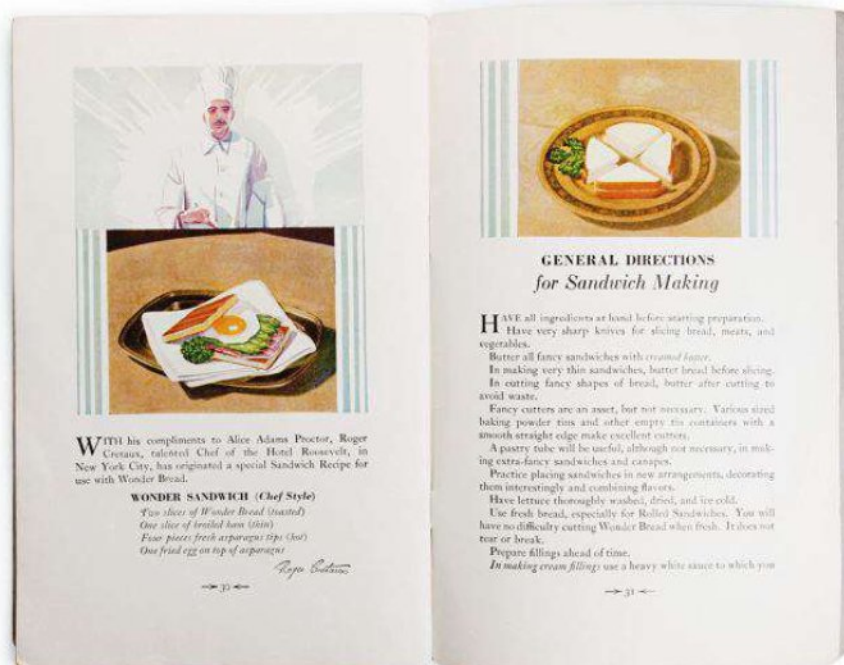 WITH his compliments to Alice Adams Proctor, Roger
Cretaux, talented Chef of the Hotel Roosevelt, in
New York City, has originated a special Sandwich Recipe for
use with Wonder Bread.
WONDER SANDWICH (Chef Style)
Two slices of Wonder Bread (toasted)
One slice of broiled ham (thin)
Four pieces fresh asparagus tips (hot)
One fried egg on top of asparagus
Roger Cretaux
30
GENERAL DIRECTIONS
for Sandwich Making
HAVE all ingredients at hand before starting preparation.
Have very sharp knives for slicing bread, meats, and
vegetables.
Butter all fancy sandwiches with creamed butter.
In making very thin sandwiches, butter bread before slicing.
In cutting fancy shapes of bread, butter after cutting to
avoid waste.
Fancy cutters are an asset, but not necessary. Various sized
baking powder tins and other empty tin containers with a
smooth straight edge make excellent cutters.
A pastry tube will be useful, although not necessary, in mak-
ing extra-fancy sandwiches and canapes.
Practice placing sandwiches in new arrangements, decorating
them interestingly and combining flavors.
Have lettuce thoroughly washed, dried, and ice cold.
Use fresh bread, especially for Rolled Sandwiches. You will
have no difficulty cutting Wonder Bread when fresh. It does not
tear or break.
Prepare fillings ahead of time.
In making cream fillings use a heavy white sauce to which you
31